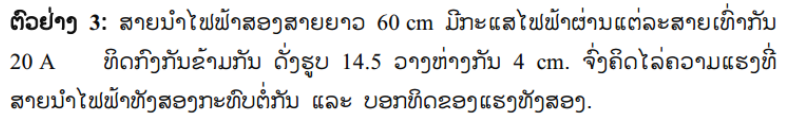 ຕົວຢ່າງ 3: ສາຍນຳໄຟຟ້າສອງສາຍຍາວ 60 cm ມີກະແສໄຟຟ້າຜ່ານແຕ່ລະສາຍເທົ່າກັນ
20 A ທິດກົງກັນຂ້າມກັນ ດັ່ງຮູບ 14.5 ວາງຫ່າງກັນ 4 cm. ຈົ່ງຄິດໄລ່ຄວາມແຮງທີ່
ສາຍນຳໄຟຟ້າທັງສອງກະທົບຕໍ່ກັນ ແລະ ບອກທິດຂອງແຮງທັງສອງ.